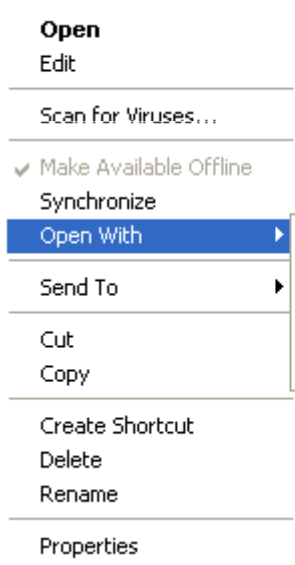 Open
Edit
Scan for Viruses...
Make Available Offline
Synchronize
Open With
Send To
Cut
Copy
Create Shortcut
Delete
Rename
Properties